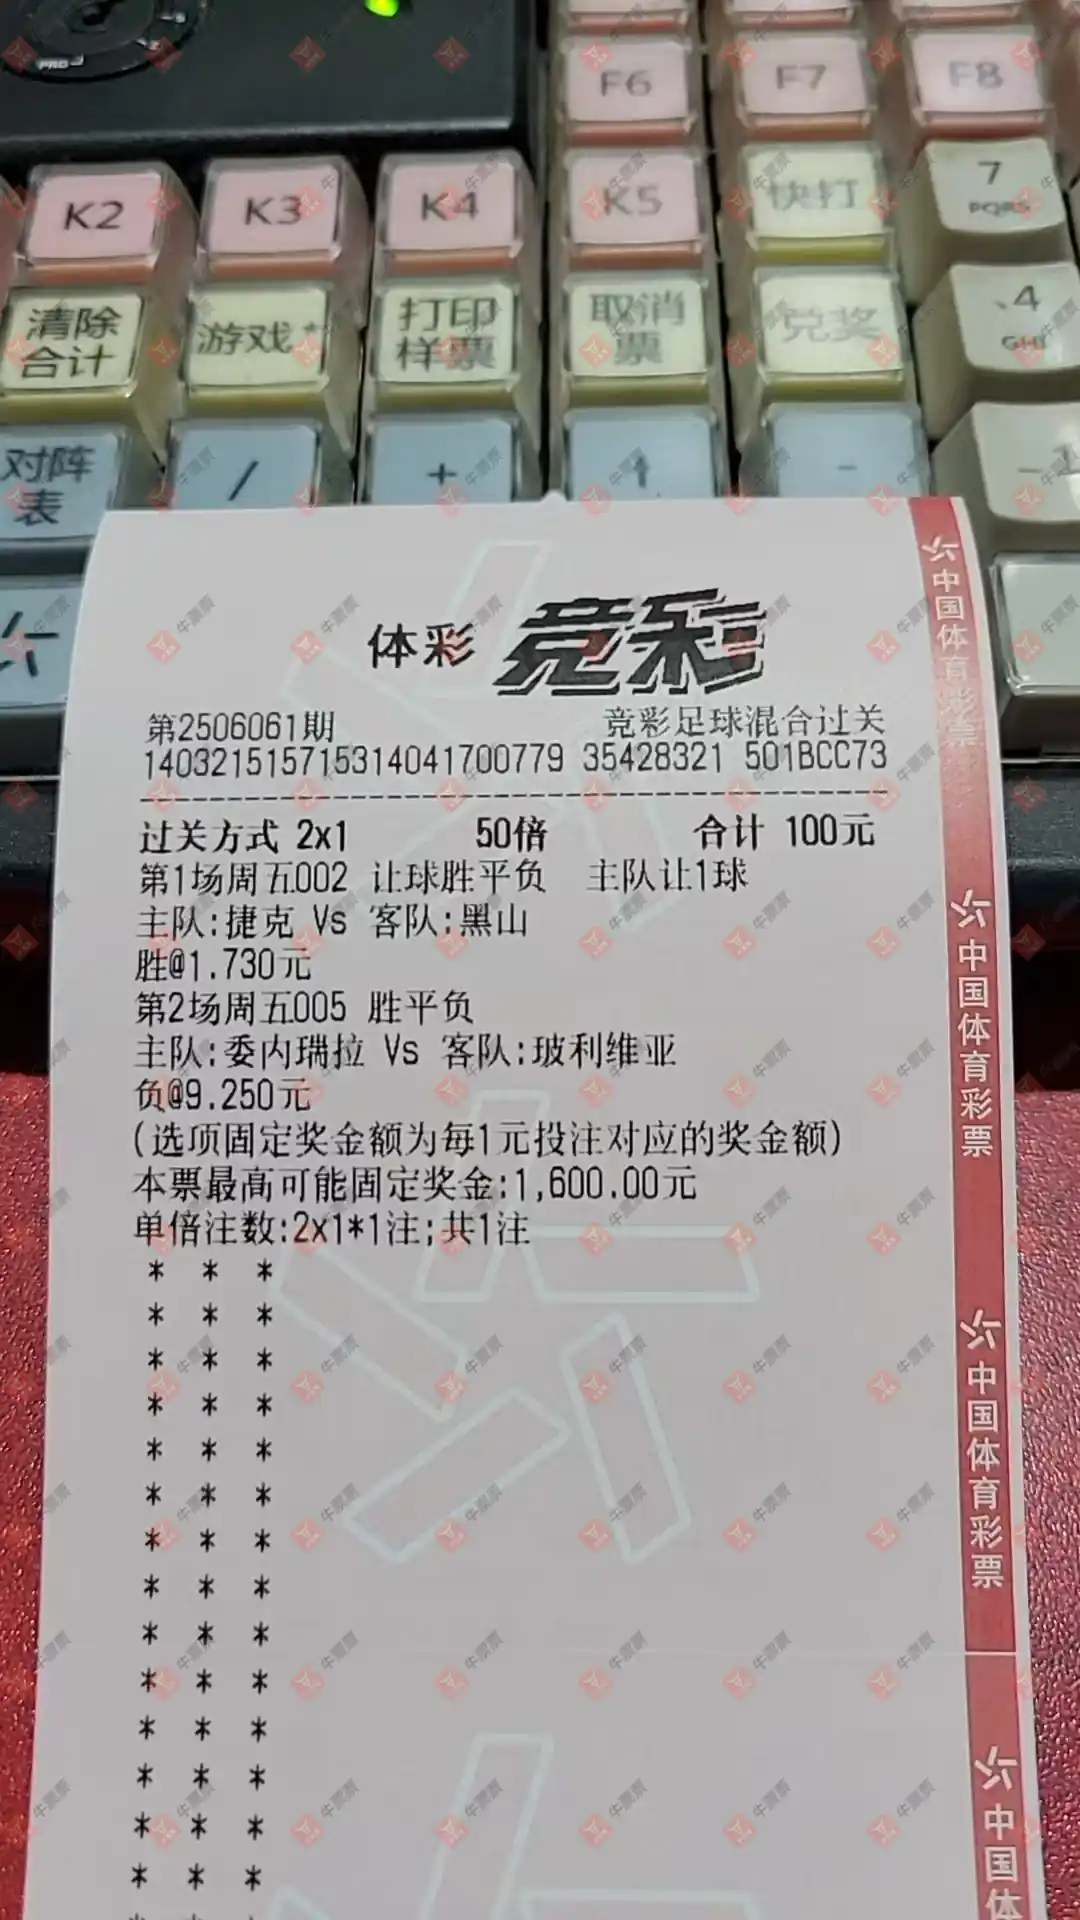 PRO
F6 F7 F8
K2 K3 K4 K5 快打 7 PQRS
清除合计 游戏* 打印样票 取消票 兑奖 4 GHI
对阵表 / + 1 -
体彩 竞彩
第2506061期 竞彩足球混合过关
140321515715314041700779 35428321 501BCC73
过关方式 2x1 50倍 合计 100元
第1场周五002 让球胜平负 主队让1球
主队:捷克 Vs 客队:黑山
胜@1.730元
第2场周五005 胜平负
主队:委内瑞拉 Vs 客队:玻利维亚
负@9.250元
(选项固定奖金额为每1元投注对应的奖金额)
本票最高可能固定奖金:1,600.00元
单倍注数:2x1*1注;共1注
* * *
* * *
* * *
* * *
* * *
* * *
* * *
* * *
* * *
* * *
* * *
* * *
* * *
* * *
中国体育彩票
中国体育彩票
中国体育彩票
中国体
牛票票